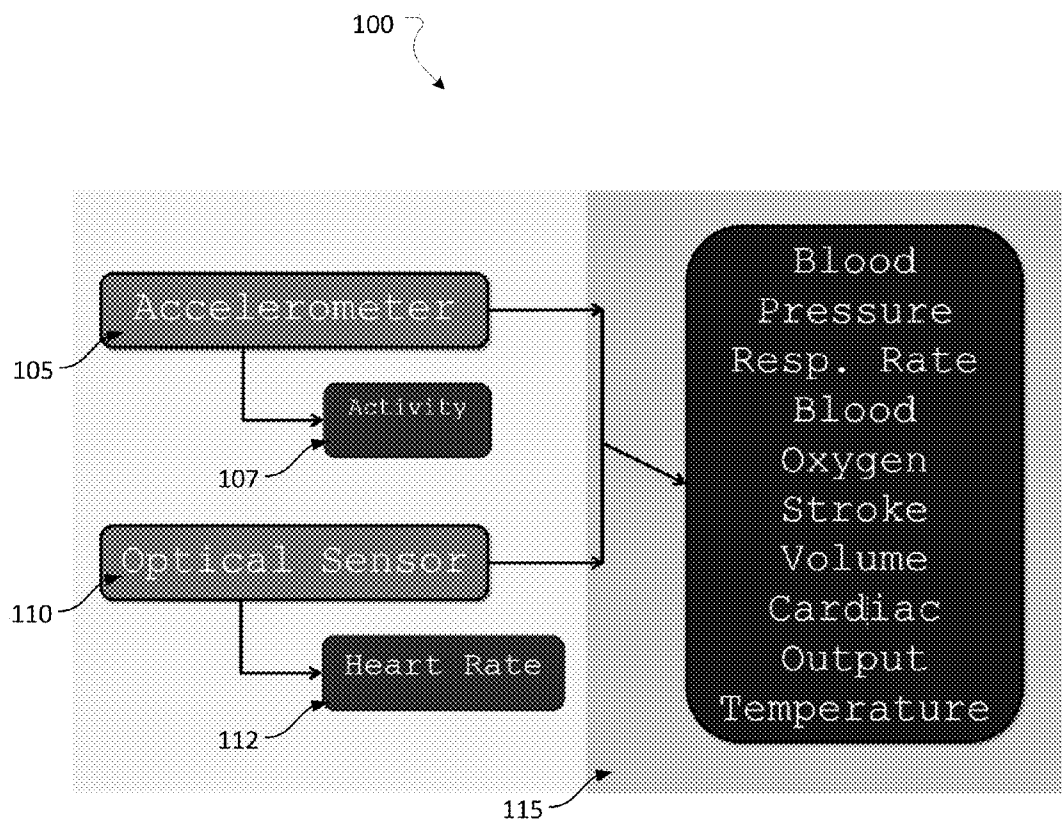 100
Accelerometer
105
Activity
107
Optical Sensor
110
Heart Rate
112
Blood
Pressure
Resp. Rate
Blood
Oxygen
Stroke
Volume
Cardiac
Output
Temperature
115